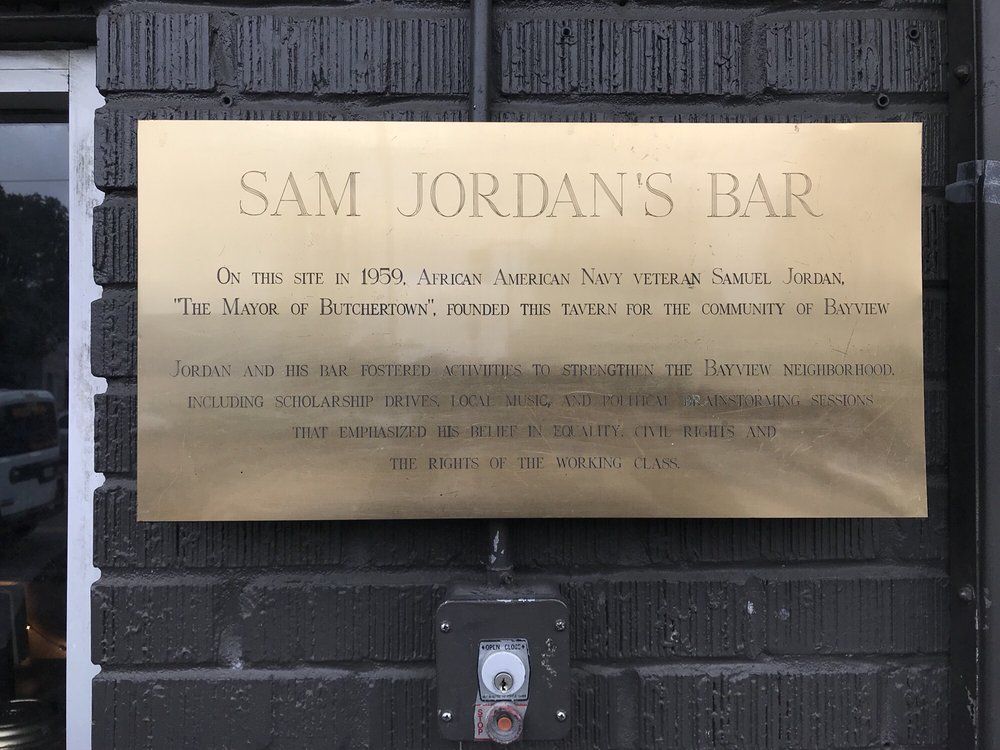 SAM JORDAN'S BAR
ON THIS SITE IN 1959, AFRICAN AMERICAN NAVY VETERAN SAMUEL JORDAN,
"THE MAYOR OF BUTCHERTOWN", FOUNDED THIS TAVERN FOR THE COMMUNITY OF BAYVIEW
JORDAN AND HIS BAR FOSTERED ACTIVITIES TO STRENGTHEN THE BAYVIEW NEIGHBORHOOD,
INCLUDING SCHOLARSHIP DRIVES, LOCAL MUSIC, AND POLITICAL BRAINSTORMING SESSIONS
THAT EMPHASIZED HIS BELIEF IN EQUALITY, CIVIL RIGHTS AND
THE RIGHTS OF THE WORKING CLASS.
OPEN CLOSE
STOP